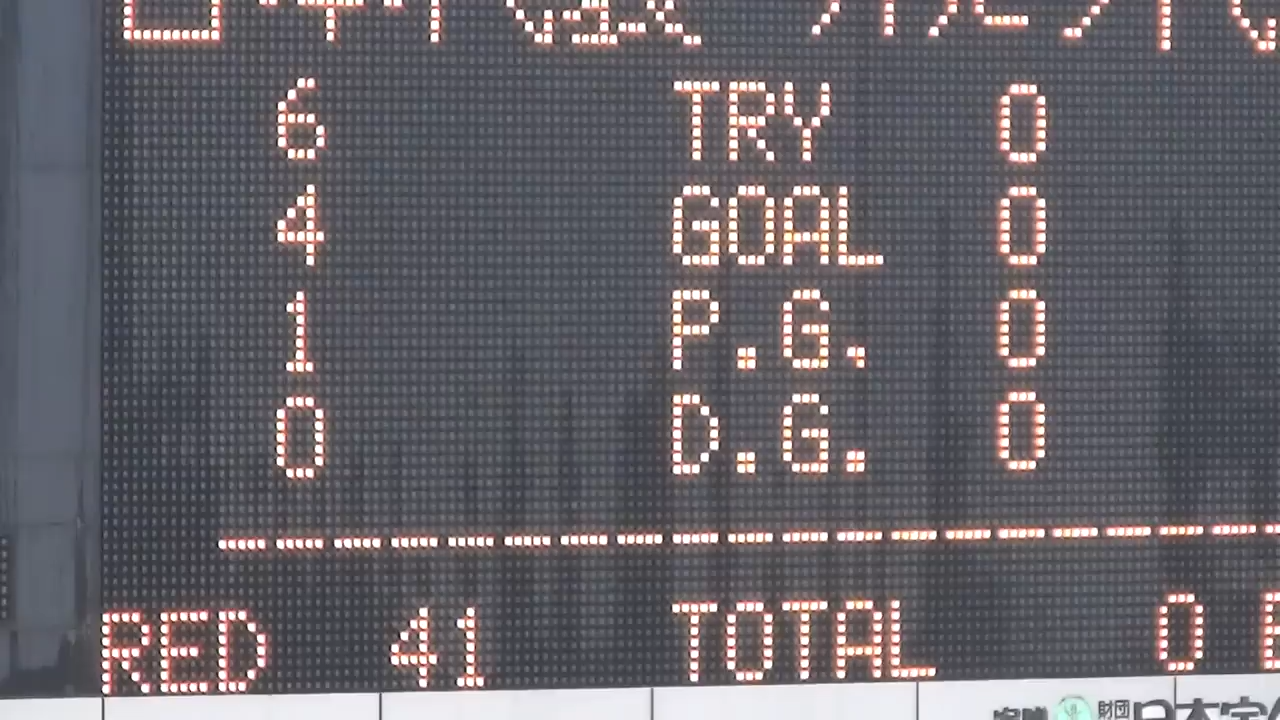 6 TRY 0
4 GOAL 0
1 P.G. 0
0 D.G. 0
RED 41 TOTAL 0
財団